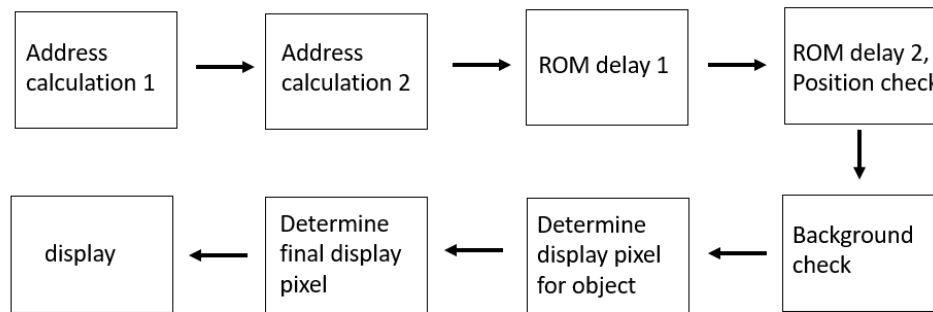 Address
calculation 1
Address
calculation 2
ROM delay 1
ROM delay 2,
Position check
Background
check
Determine
display pixel
for object
Determine
final display
pixel
display